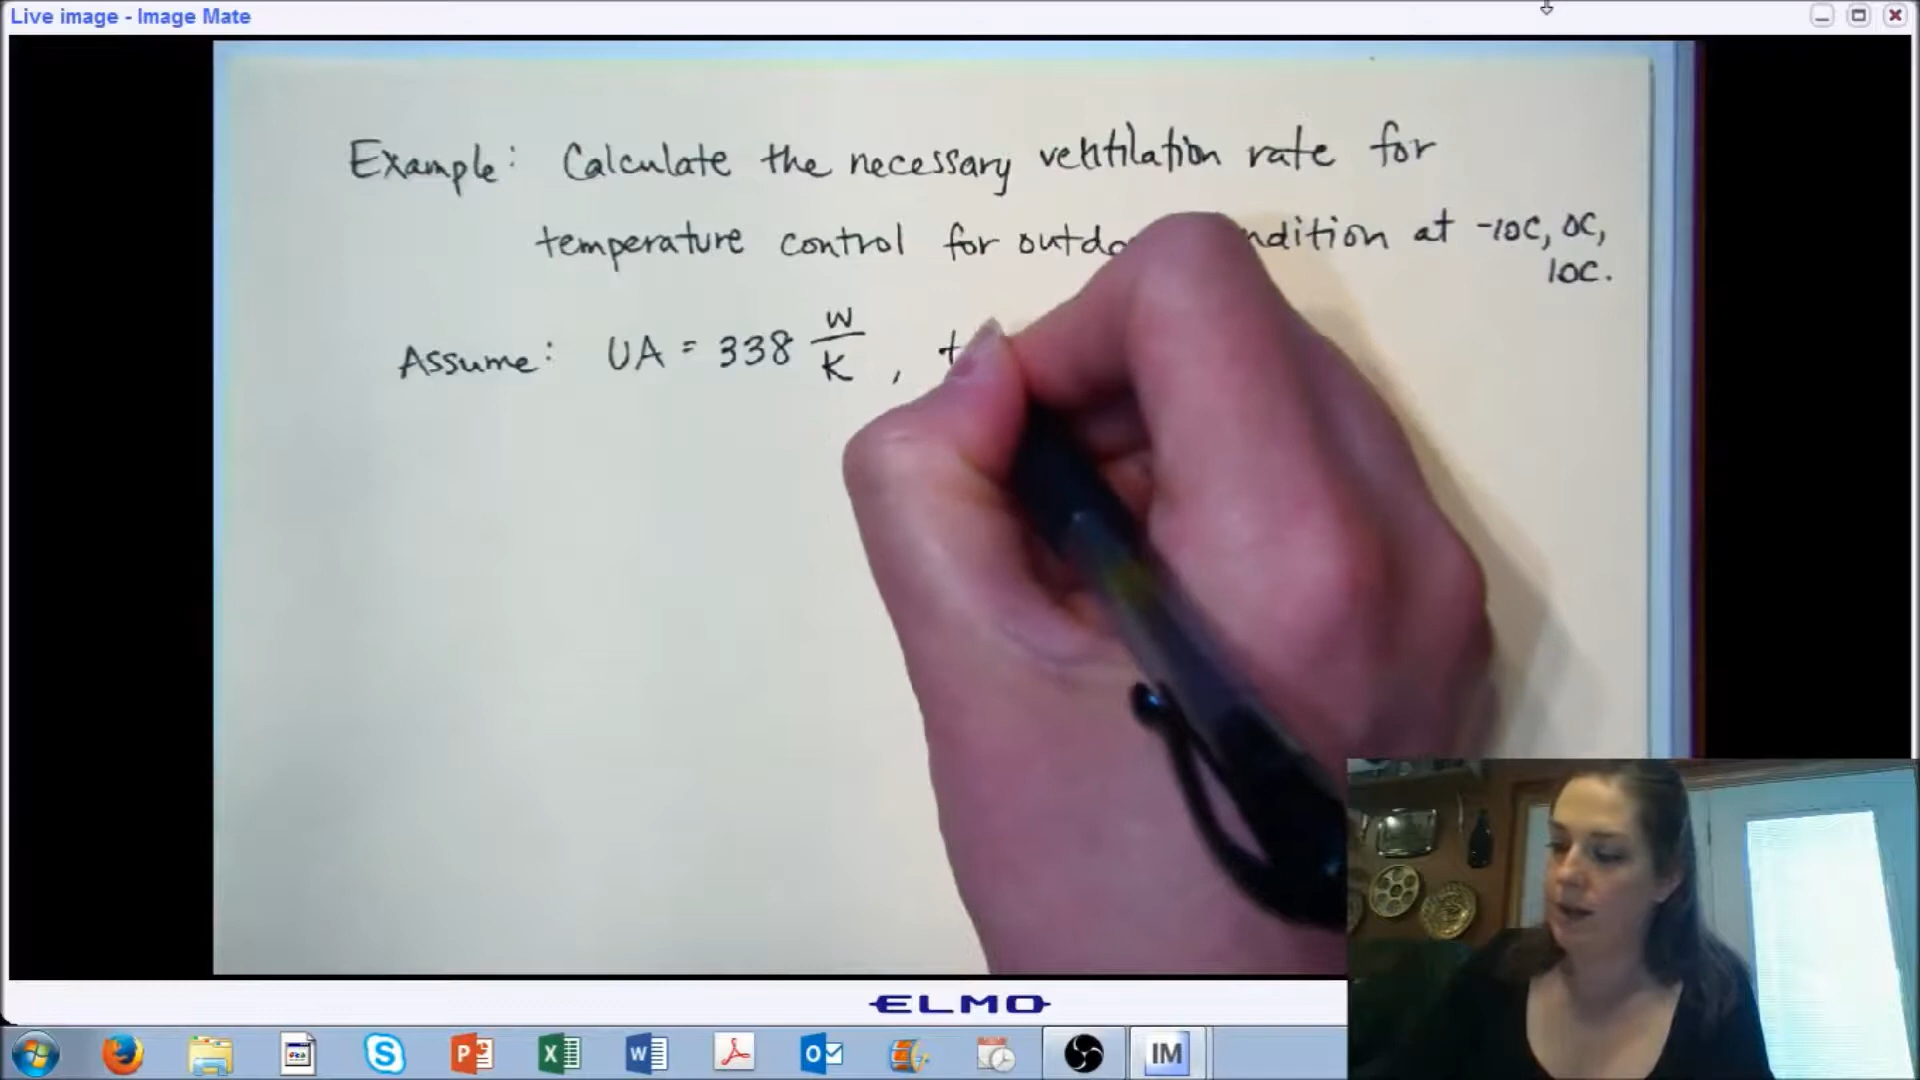 Live image - Image Mate
Example: Calculate the necessary ventilation rate for
temperature control for outdo ndition at -10C, 0C,
10C.
Assume: UA = 338 W/K , t
ELMO
IM